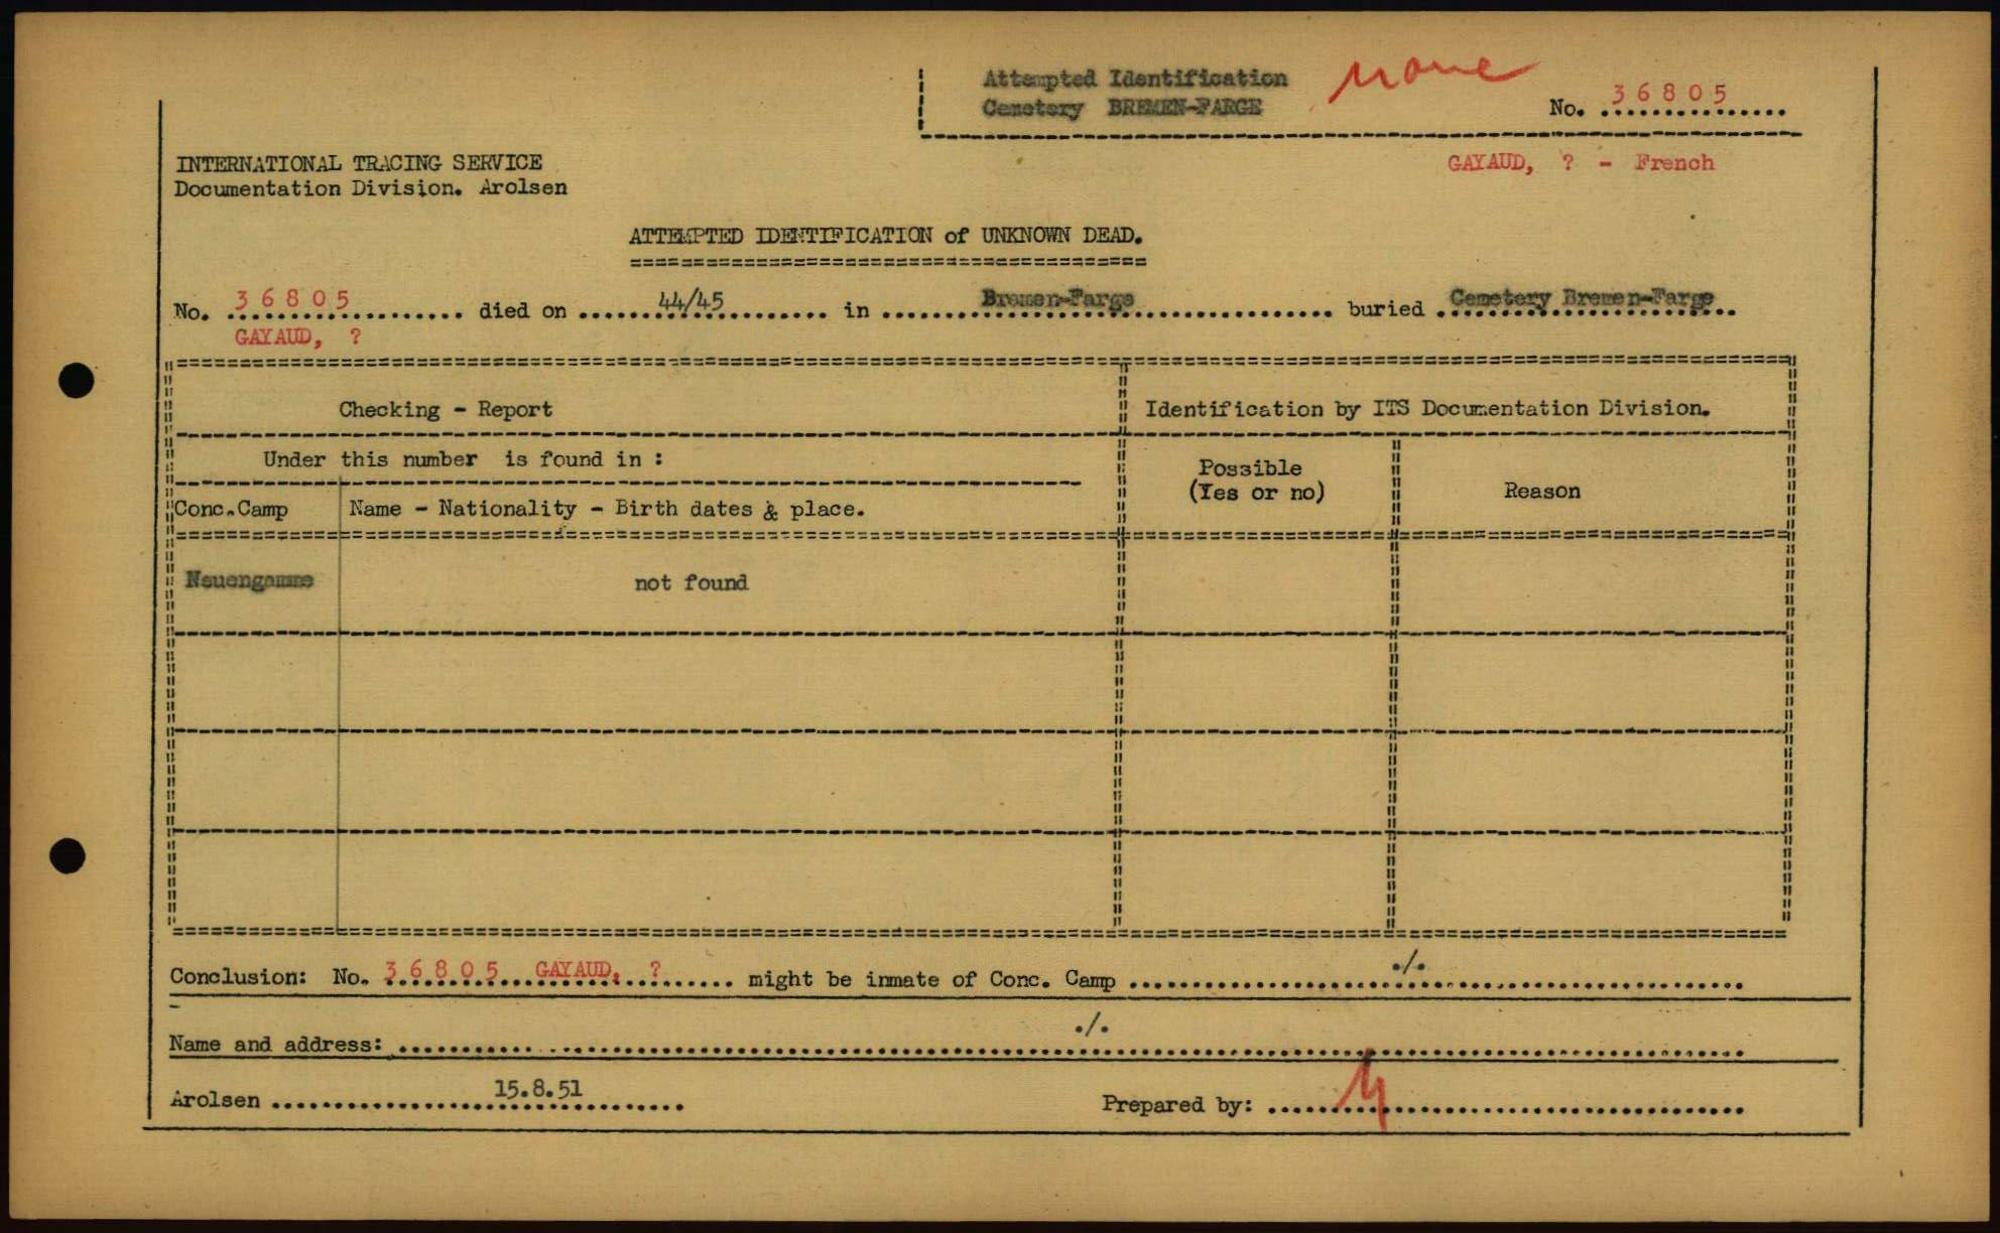 Attempted Identification
Cemetery BREMEN-FARGE
none
No. 36805
GAYAUD, ? - French
INTERNATIONAL TRACING SERVICE
Documentation Division. Arolsen
ATTEMPTED IDENTIFICATION of UNKNOWN DEAD.
No. 36805 died on 44/45 in Bremen-Farge buried Cemetery Bremen-Farge
GAYAUD, ?
Checking - Report
Identification by ITS Documentation Division.
Under this number is found in :
Possible
(Yes or no)
Reason
Conc.Camp
Name - Nationality - Birth dates & place.
Neuengamme
not found
Conclusion: No. 36805 GAYAUD, ? might be inmate of Conc. Camp ./.
Name and address: ./.
Arolsen 15.8.51
Prepared by: